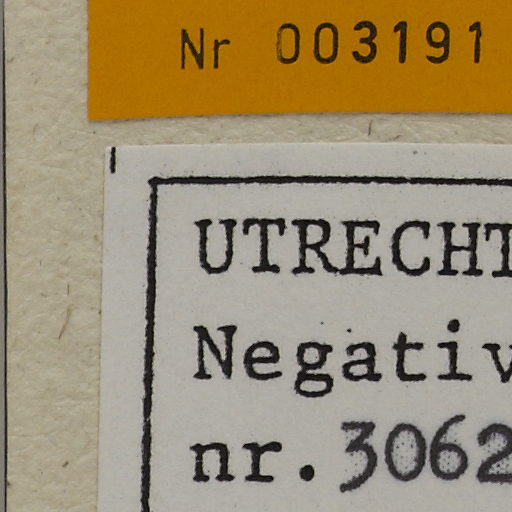 Nr 003191
UTRECHT
Negativ
nr. 3062